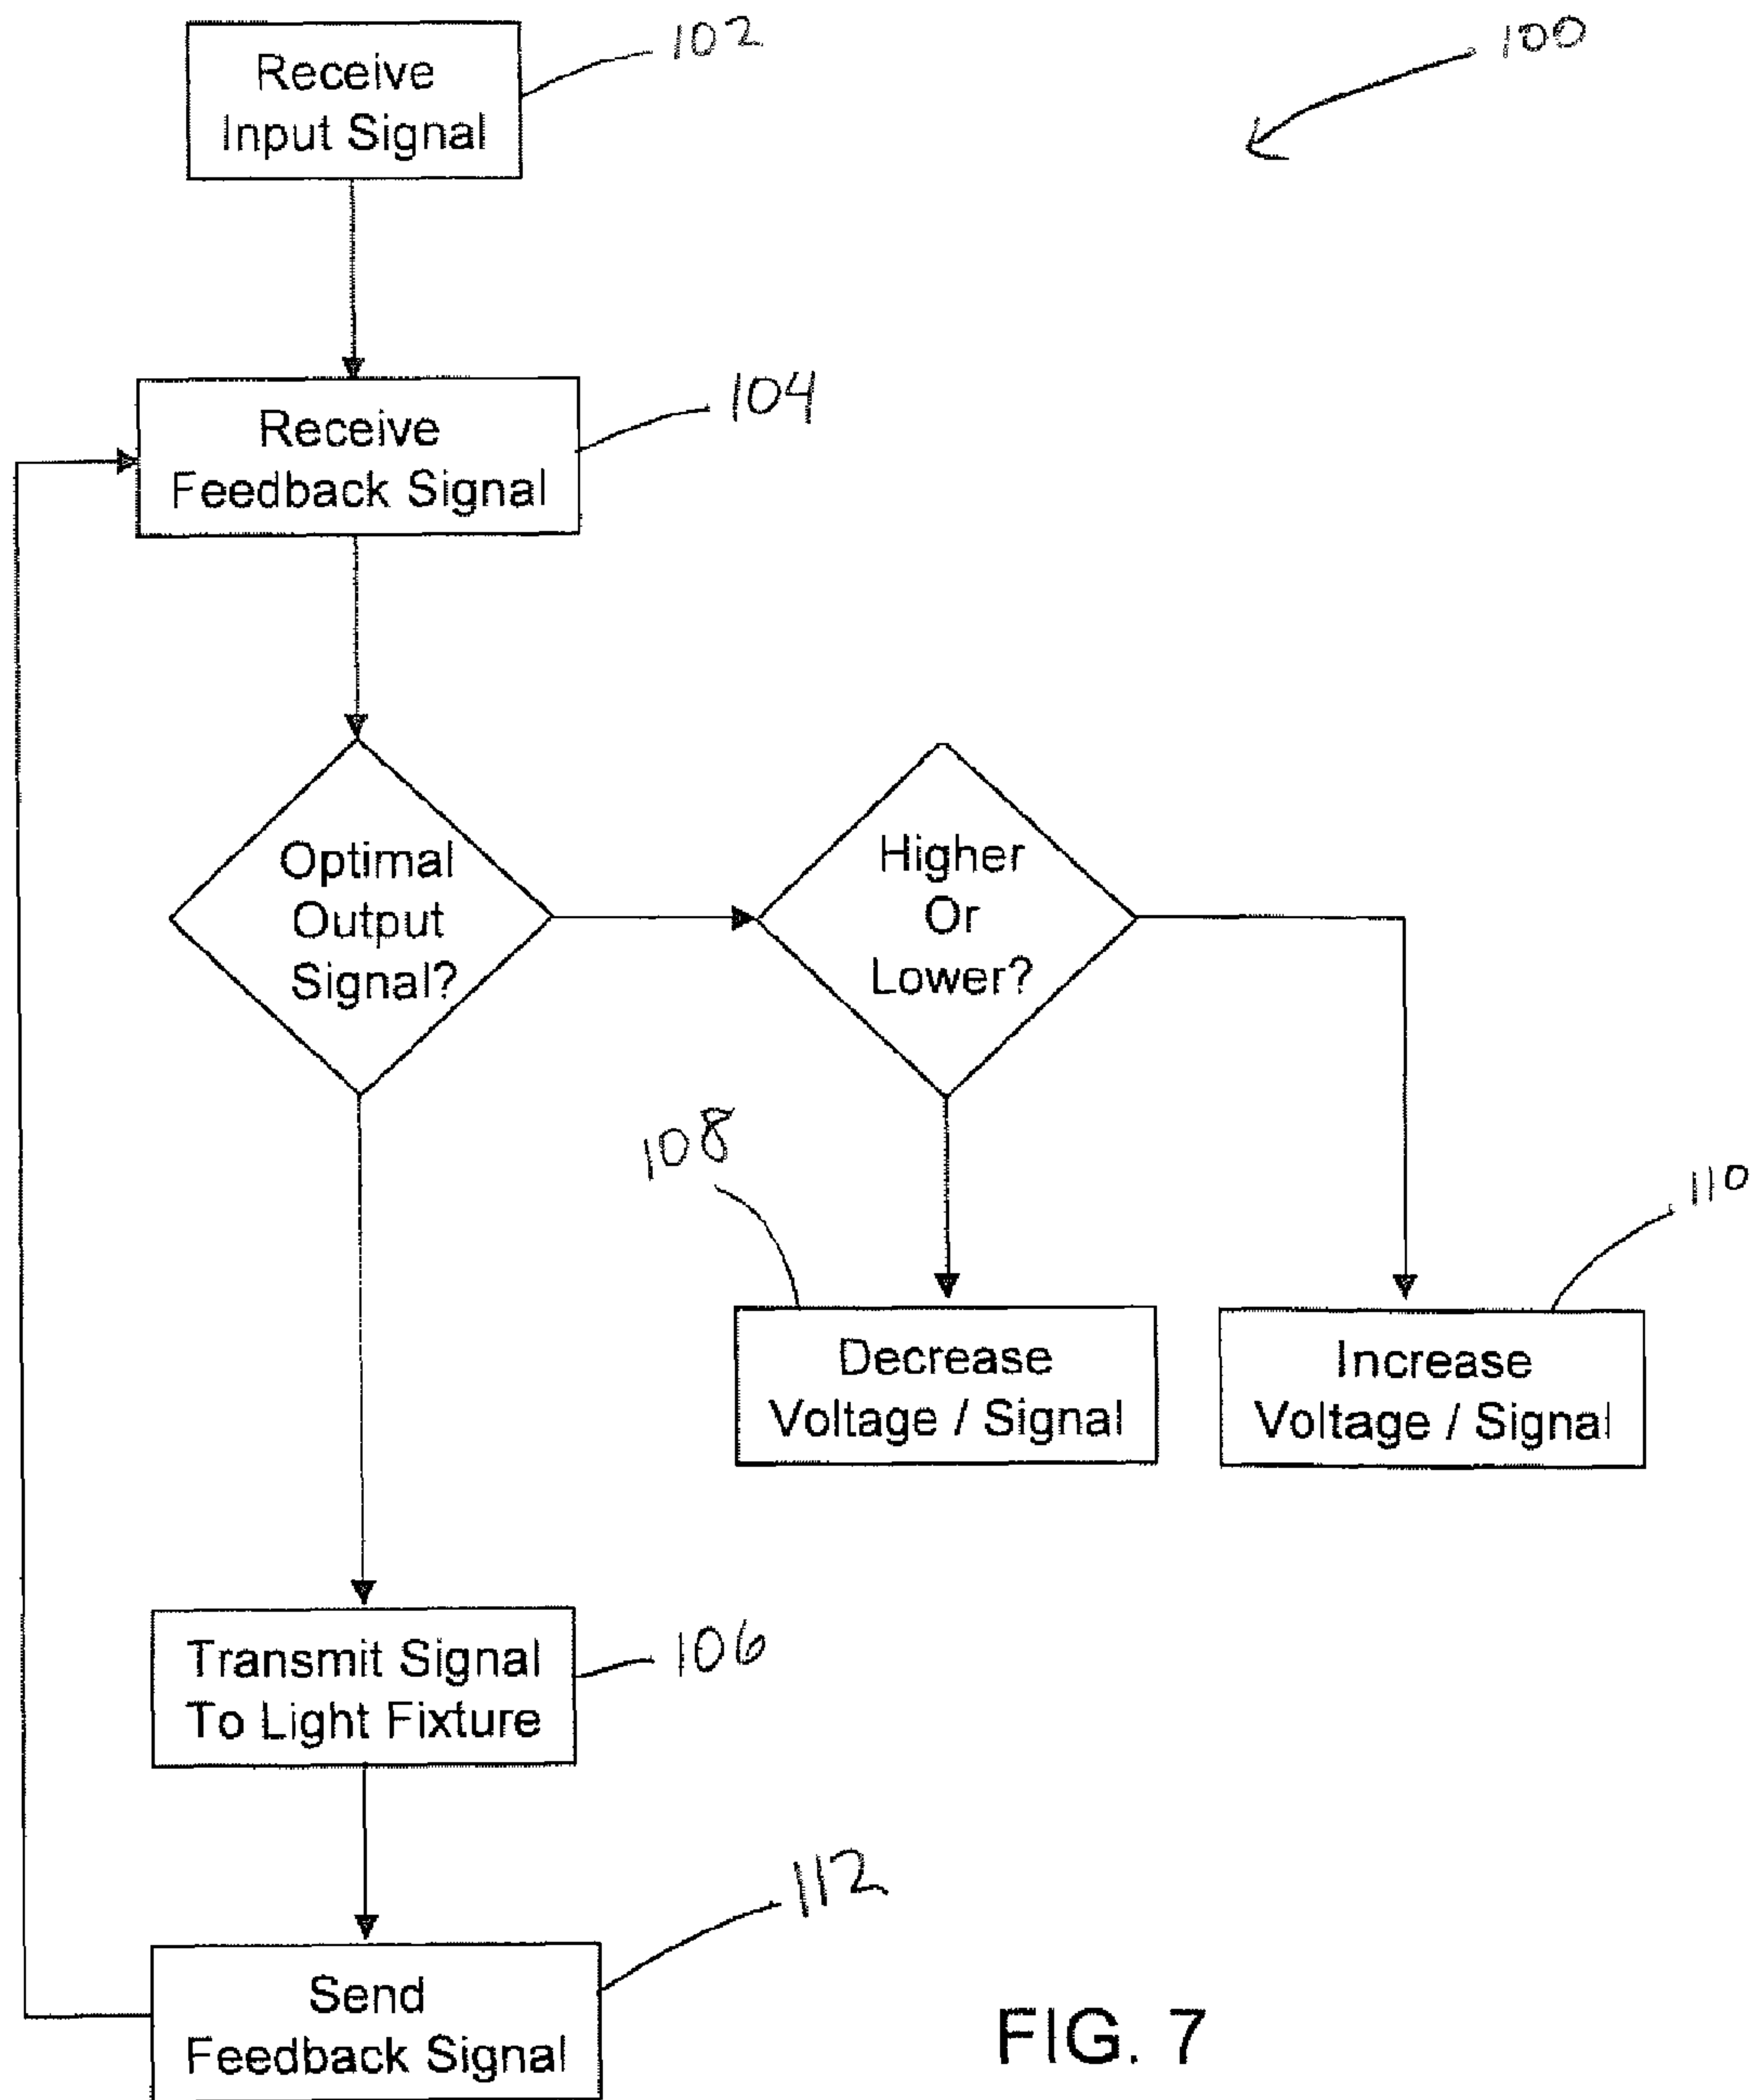 Receive
Input Signal
102
100
Receive
Feedback Signal
104
Optimal
Output
Signal?
Higher
Or
Lower?
108
110
Decrease
Voltage / Signal
Increase
Voltage / Signal
Transmit Signal
To Light Fixture
106
112
Send
Feedback Signal
FIG. 7